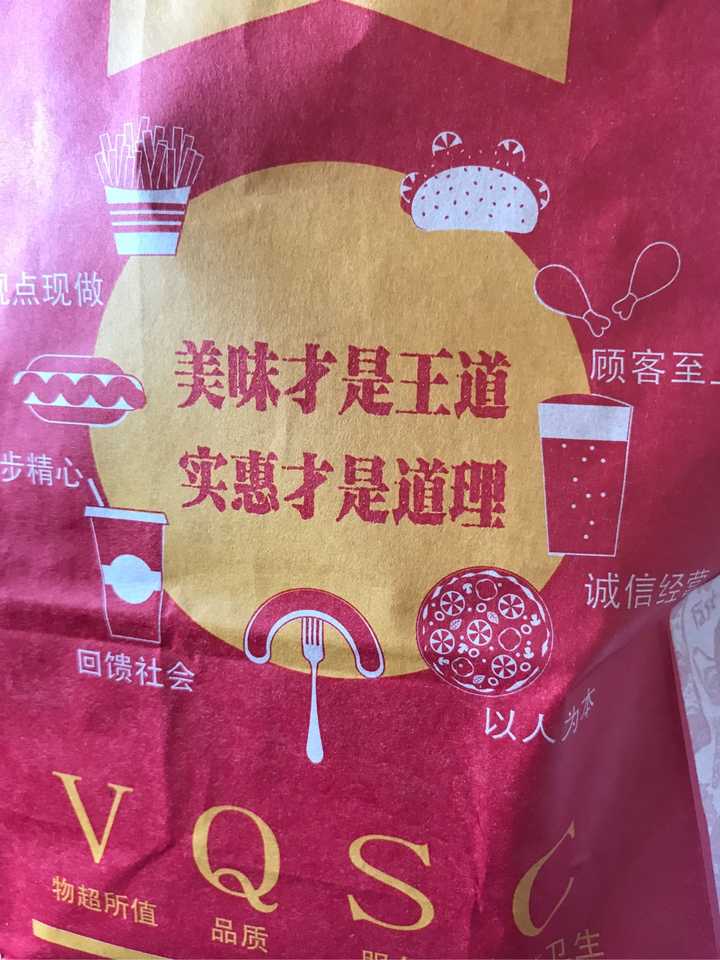 美味才是王道
实惠才是道理
点现做
顾客至
步精心
诚信经营
回馈社会
以人为本
V Q S C
物超所值
品质
卫生